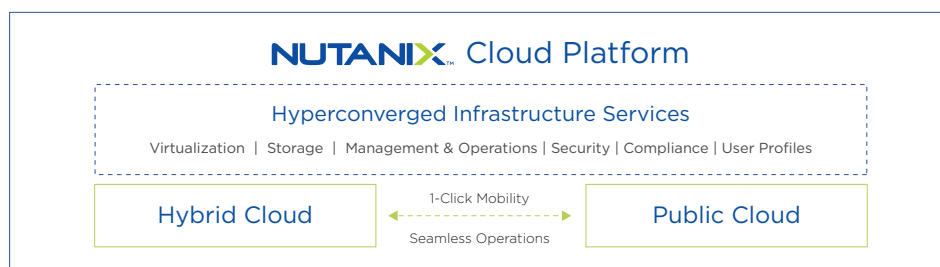 NUTANIX™ Cloud Platform
Hyperconverged Infrastructure Services
Virtualization | Storage | Management & Operations | Security | Compliance | User Profiles
Hybrid Cloud
1-Click Mobility
Seamless Operations
Public Cloud